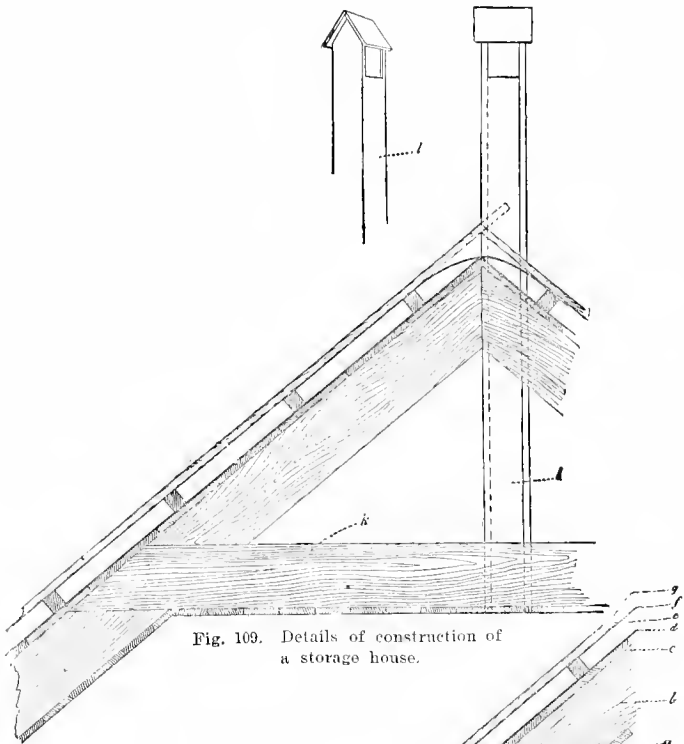 l
l
k
Fig. 109. Details of construction of
a storage house.
g
f
e
d
c
b
a